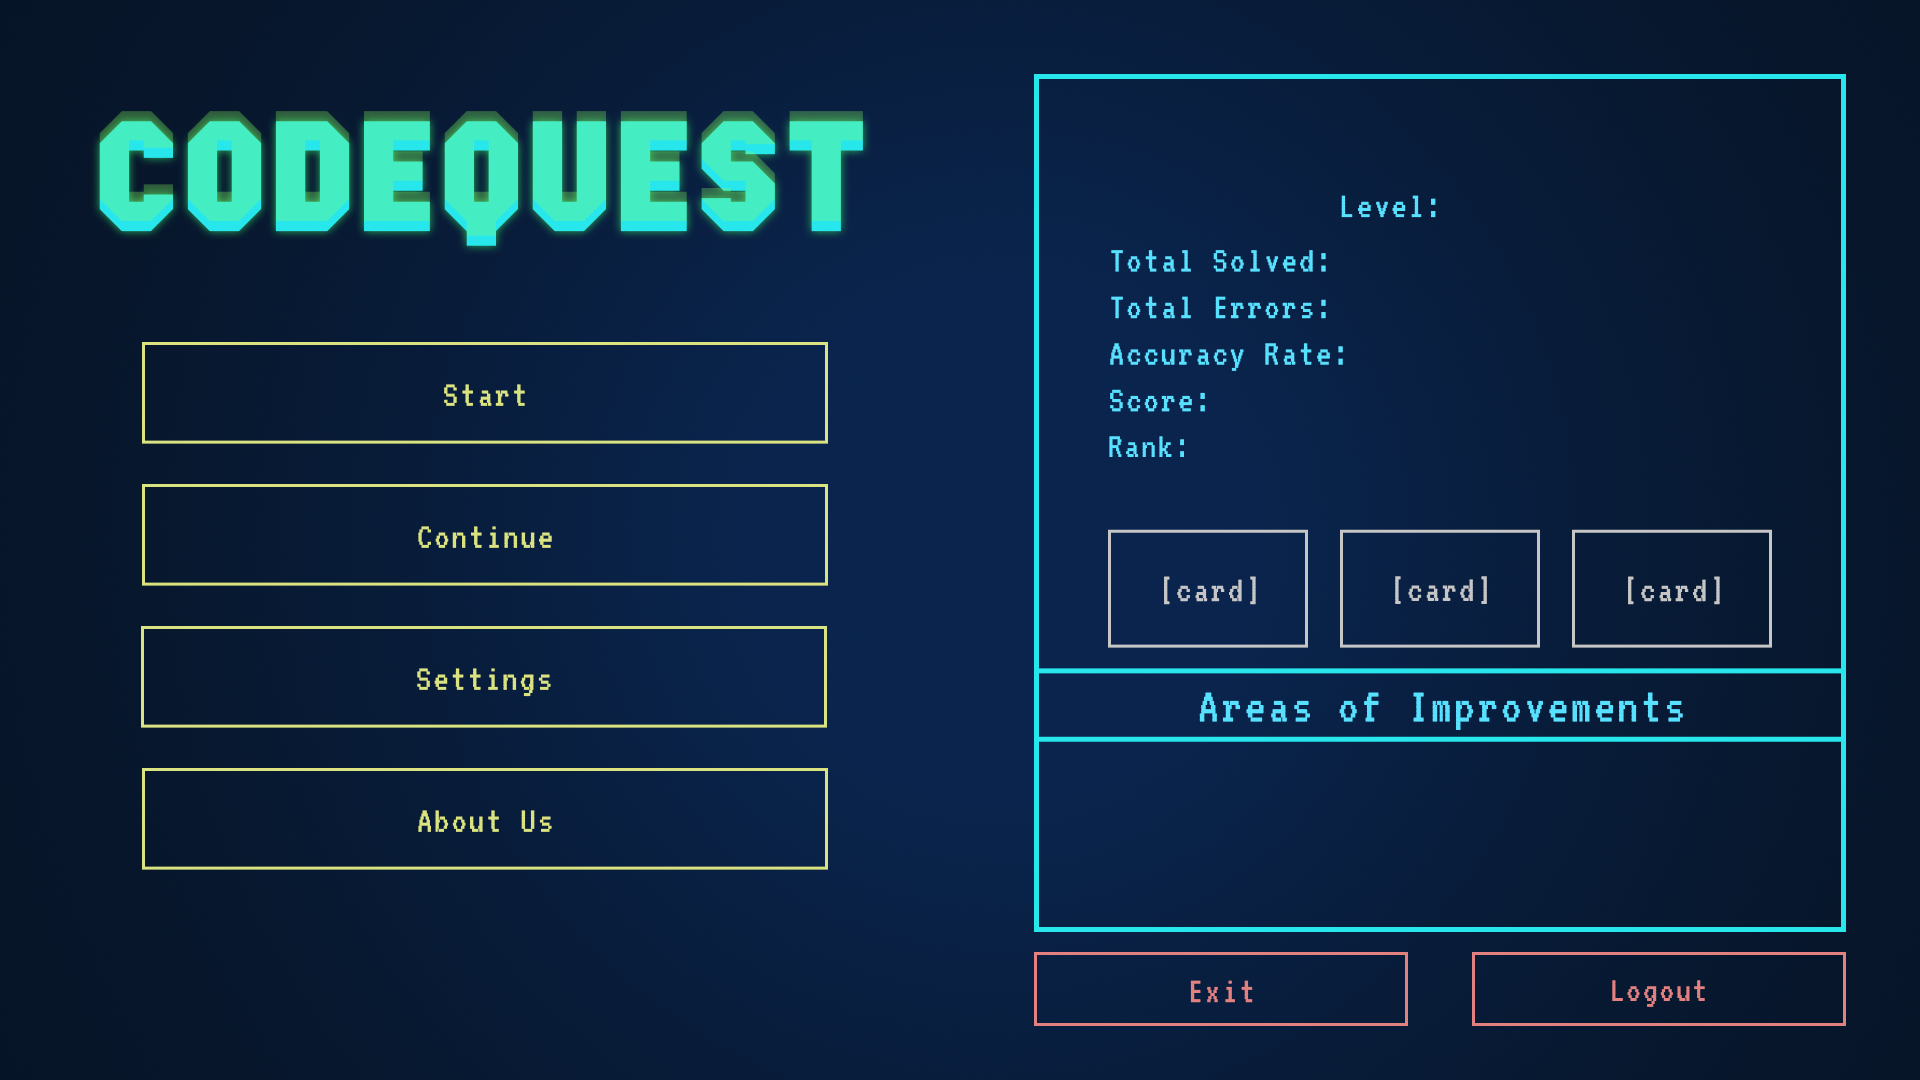 CODEQUEST
Start
Continue
Settings
About Us
Level:
Total Solved:
Total Errors:
Accuracy Rate:
Score:
Rank:
[card] [card] [card]
Areas of Improvements
Exit
Logout